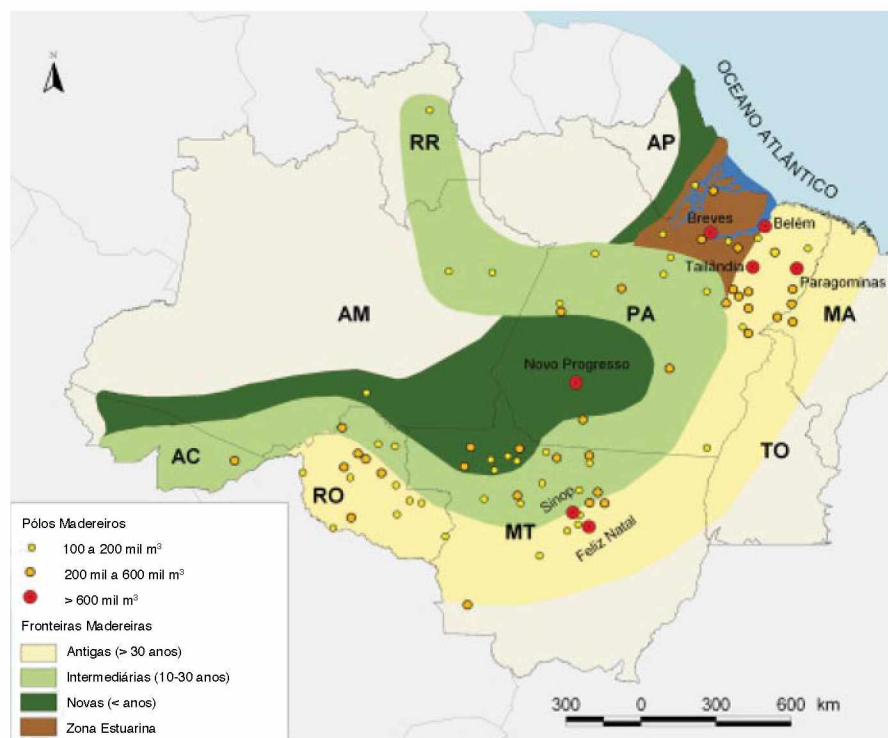 N
OCEANO ATLÂNTICO
RR
AP
Breves
Belém
Tailândia
Paragominas
AM
PA
MA
Novo Progresso
AC
TO
RO
Sinop
MT
Feliz Natal
Pólos Madereiros
100 a 200 mil m³
200 mil a 600 mil m³
> 600 mil m³
Fronteiras Madereiras
Antigas (> 30 anos)
Intermediárias (10-30 anos)
Novas (< anos)
Zona Estuarina
300 0 300 600 km